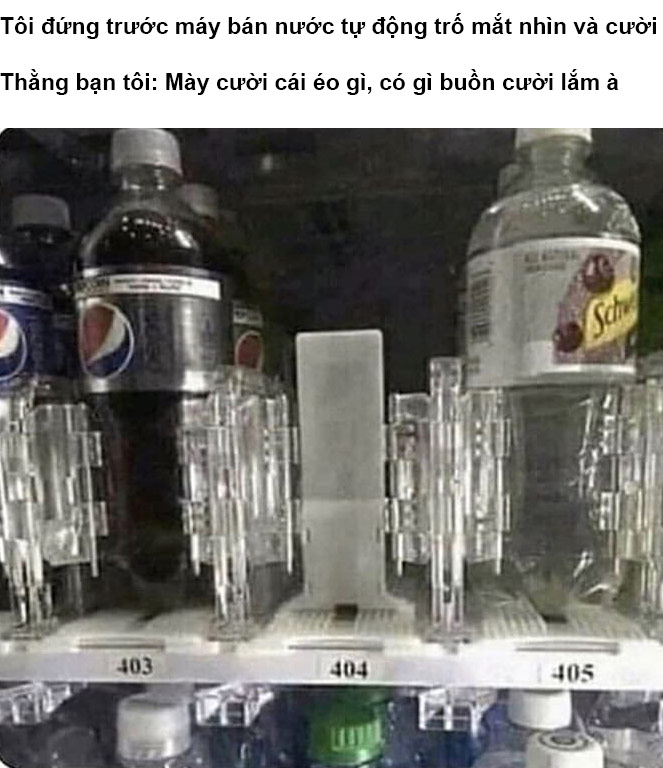 Tôi đứng trước máy bán nước tự động trố mắt nhìn và cười
Thằng bạn tôi: Mày cười cái éo gì, có gì buồn cười lắm à
Schw
403
404
405